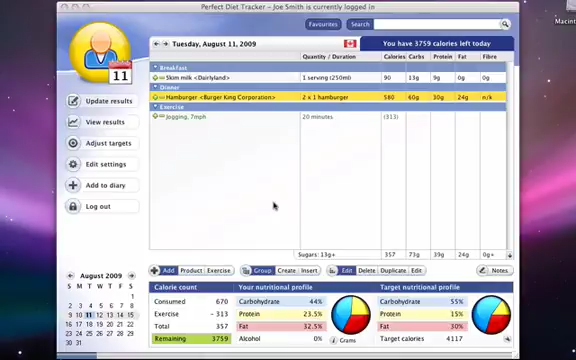 Perfect Diet Tracker – Joe Smith is currently logged in
Favourites Search
Tuesday, August 11, 2009
You have 3759 calories left today
11
Quantity / Duration Calories Carbs Protein Fat Fibre
Breakfast
Skim milk <Dairyland> 1 serving (250ml) 90 13g 9g 0g 0g
Dinner
Hamburger <Burger King Corporation> 2 x 1 hamburger 580 60g 30g 24g n/k
Exercise
Jogging, 7mph 20 minutes (313)
Update results
View results
Adjust targets
Edit settings
Add to diary
Log out
Sugars: 13g+ 357 73g 39g 24g 0g+
Add Product Exercise Group Create Insert Edit Delete Duplicate Edit Notes
August 2009
M T W T F S S
1 2
3 4 5 6 7 8 9
10 11 12 13 14 15 16
17 18 19 20 21 22 23
24 25 26 27 28 29 30
31
Calorie count
Consumed 670
Exercise - 313
Total 357
Remaining 3759
Your nutritional profile
Carbohydrate 44%
Protein 23.5%
Fat 32.5%
Alcohol 0%
Grams
Target nutritional profile
Carbohydrate 55%
Protein 15%
Fat 30%
Target calories 4117
Macint